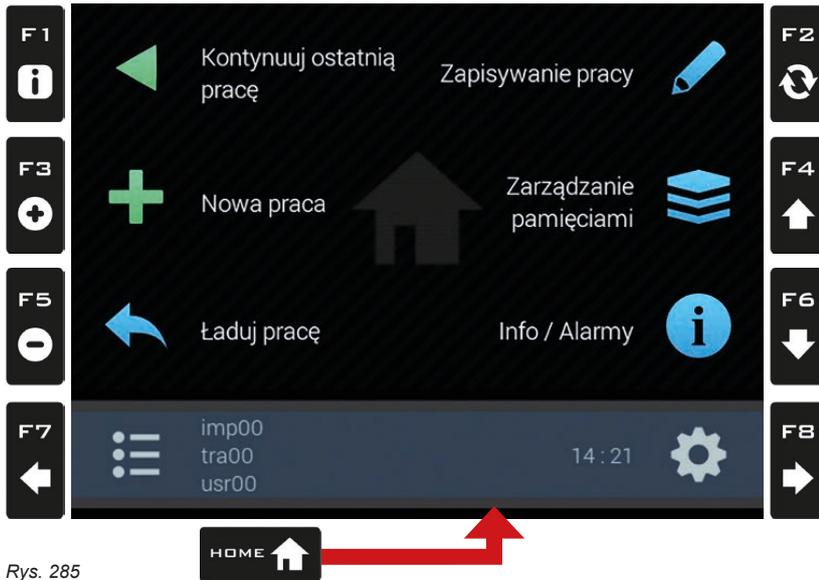 F1
F2
Kontynuuj ostatnią
pracę
Zapisywanie pracy
F3
F4
Nowa praca
Zarządzanie
pamięciami
F5
F6
Ładuj pracę
Info / Alarmy
F7
F8
imp00
tra00
usr00
14 : 21
HOME
Rys. 285